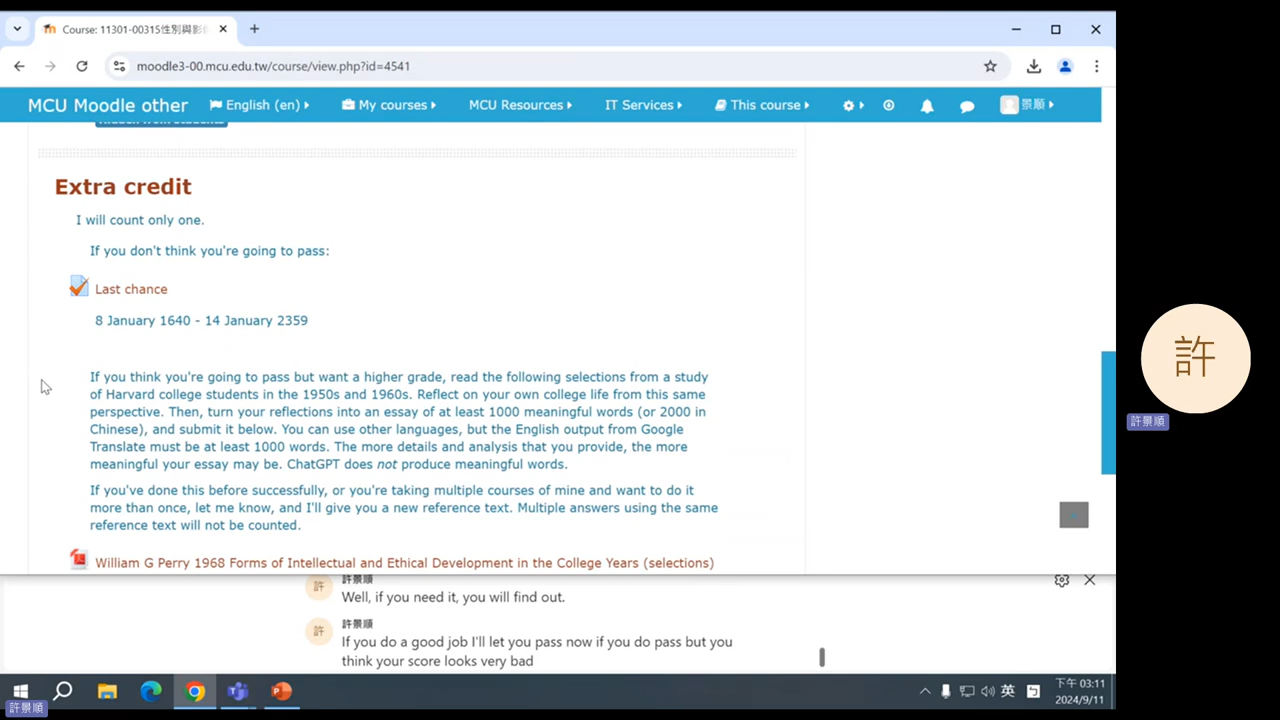 Course: 11301-00315性別與影
moodle3-00.mcu.edu.tw/course/view.php?id=4541
MCU Moodle other
English (en)
My courses
MCU Resources
IT Services
This course
景順
Hidden from students
Extra credit
I will count only one.
If you don't think you're going to pass:
Last chance
8 January 1640 - 14 January 2359
If you think you're going to pass but want a higher grade, read the following selections from a study
of Harvard college students in the 1950s and 1960s. Reflect on your own college life from this same
perspective. Then, turn your reflections into an essay of at least 1000 meaningful words (or 2000 in
Chinese), and submit it below. You can use other languages, but the English output from Google
Translate must be at least 1000 words. The more details and analysis that you provide, the more
meaningful your essay may be. ChatGPT does not produce meaningful words.
If you've done this before successfully, or you're taking multiple courses of mine and want to do it
more than once, let me know, and I'll give you a new reference text. Multiple answers using the same
reference text will not be counted.
William G Perry 1968 Forms of Intellectual and Ethical Development in the College Years (selections)
許
許景順
許
許景順
Well, if you need it, you will find out.
許
許景順
If you do a good job I'll let you pass now if you do pass but you
think your score looks very bad
英
下午 03:11
2024/9/11
許景順